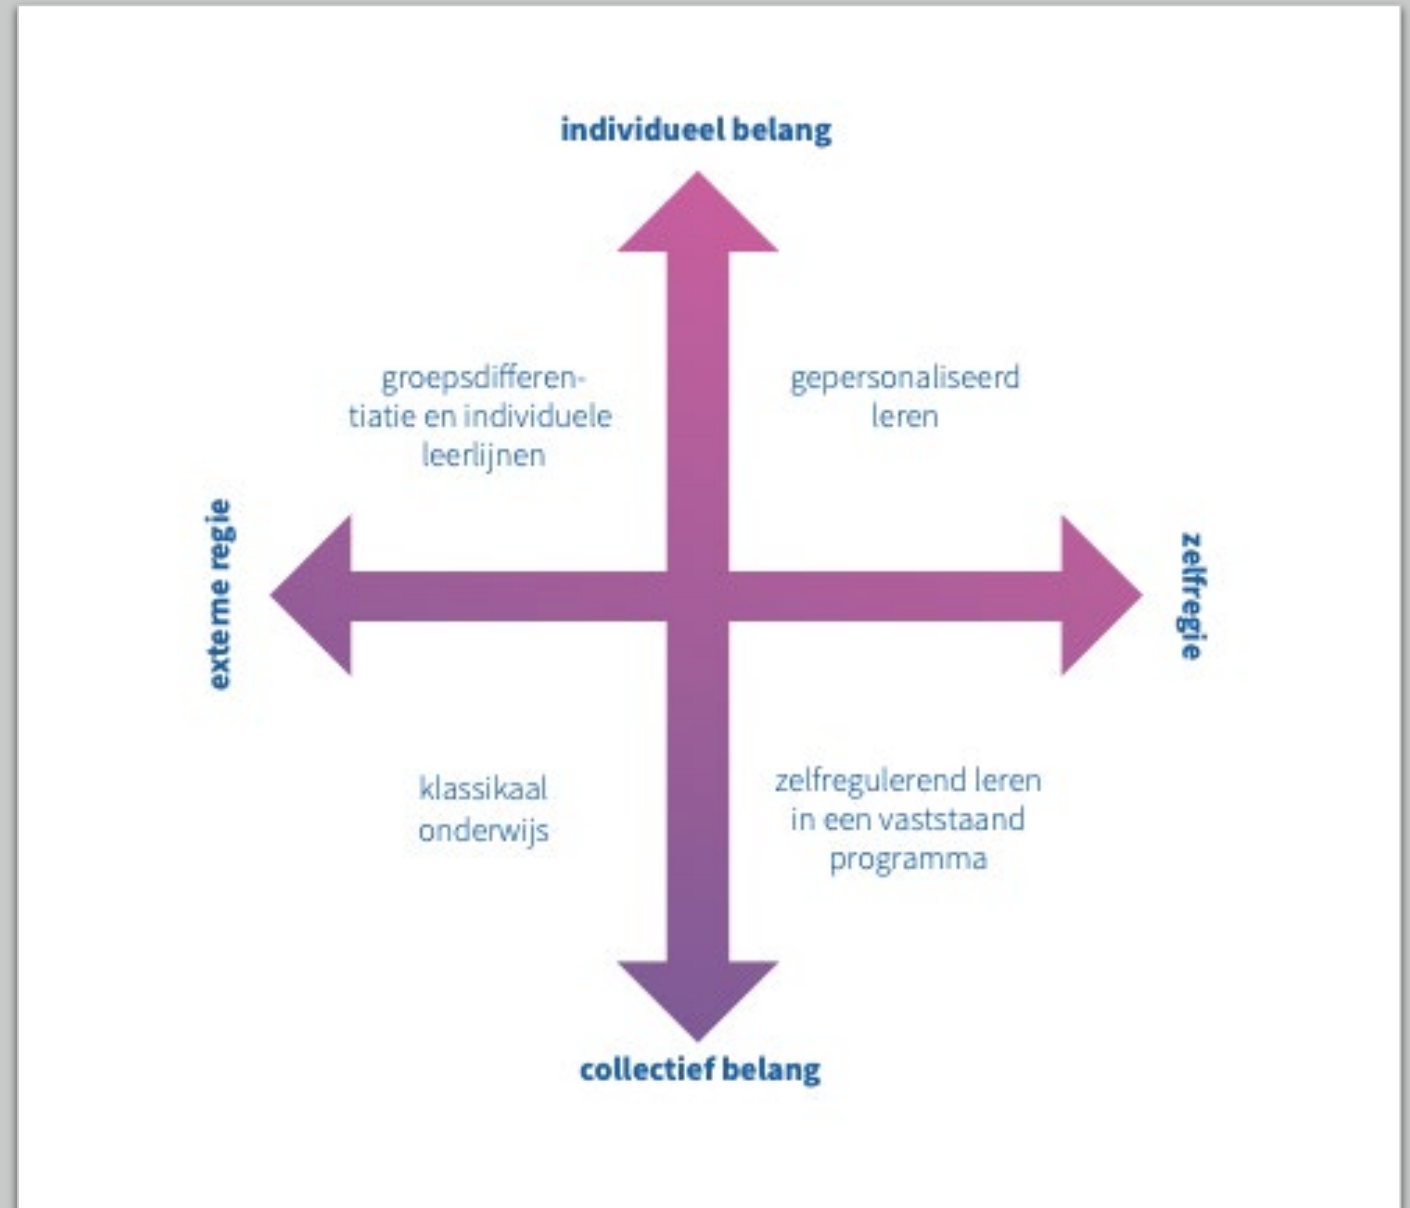 individueel belang
groepsdifferen-
tiatie en individuele
leerlijnen
gepersonaliseerd
leren
externe regie
zelfregie
klassikaal
onderwijs
zelfregulerend leren
in een vaststaand
programma
collectief belang